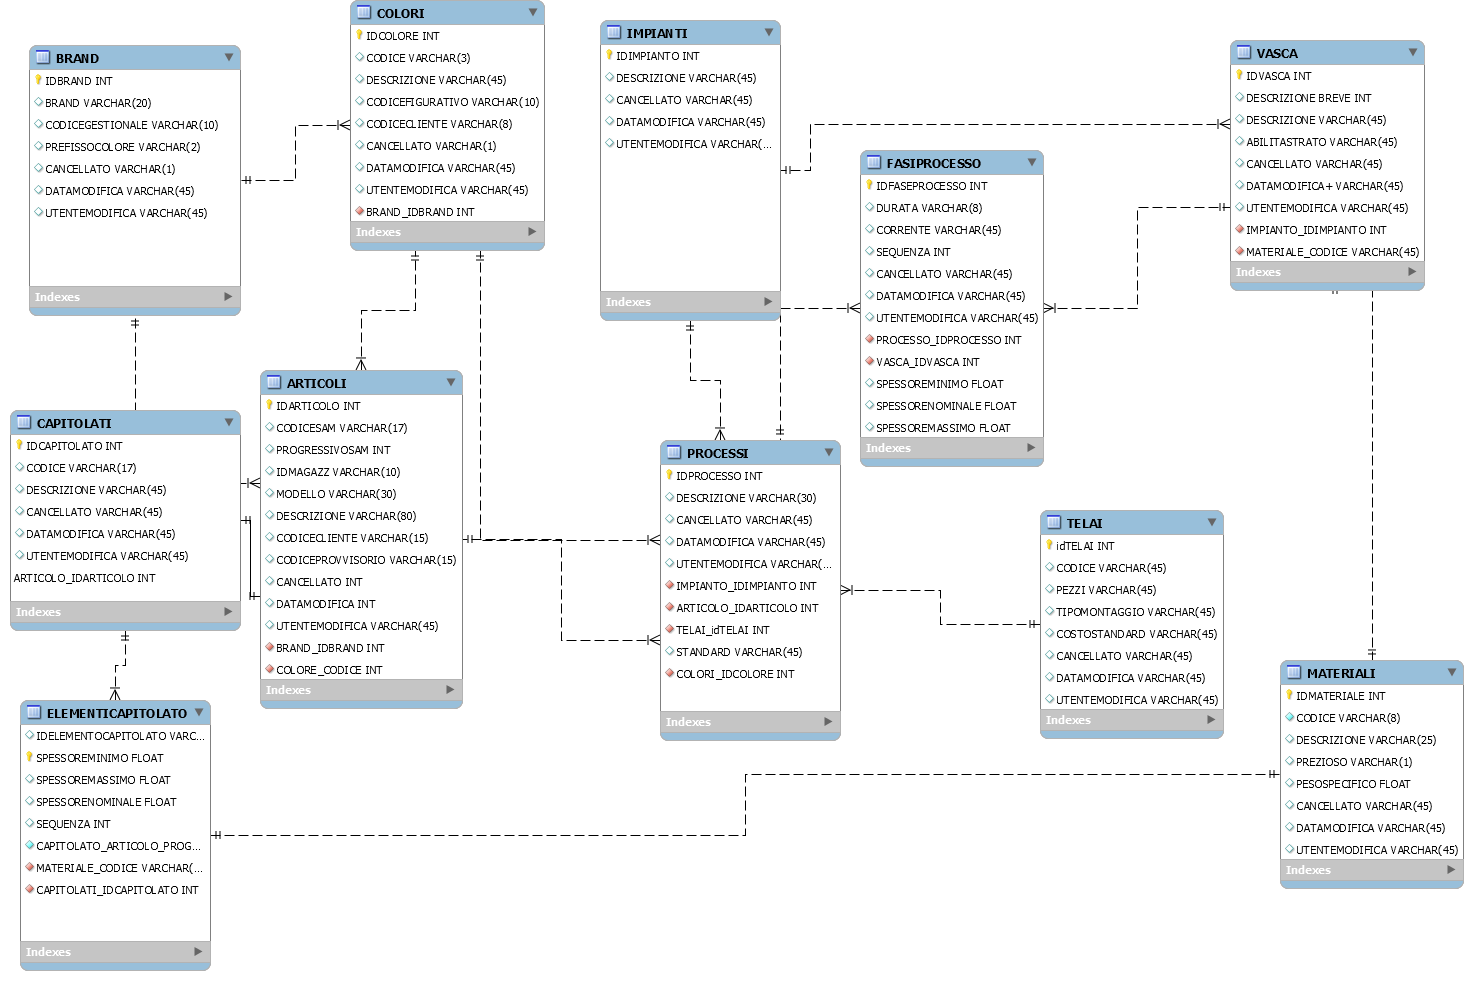 BRAND
IDBRAND INT
BRAND VARCHAR(20)
CODICEGESTIONALE VARCHAR(10)
PREFISSOCOLORE VARCHAR(2)
CANCELLATO VARCHAR(1)
DATAMODIFICA VARCHAR(45)
UTENTEMODIFICA VARCHAR(45)
Indexes
COLORI
IDCOLORE INT
CODICE VARCHAR(3)
DESCRIZIONE VARCHAR(45)
CODICEFIGURATIVO VARCHAR(10)
CODICECLIENTE VARCHAR(8)
CANCELLATO VARCHAR(1)
DATAMODIFICA VARCHAR(45)
UTENTEMODIFICA VARCHAR(45)
BRAND_IDBRAND INT
Indexes
IMPIANTI
IDIMPIANTO INT
DESCRIZIONE VARCHAR(45)
CANCELLATO VARCHAR(45)
DATAMODIFICA VARCHAR(45)
UTENTEMODIFICA VARCHAR(...
Indexes
FASIPROCESSO
IDFASEPROCESSO INT
DURATA VARCHAR(8)
CORRENTE VARCHAR(45)
SEQUENZA INT
CANCELLATO VARCHAR(45)
DATAMODIFICA VARCHAR(45)
UTENTEMODIFICA VARCHAR(45)
PROCESSO_IDPROCESSO INT
VASCA_IDVASCA INT
SPESSOREMINIMO FLOAT
SPESSORENOMINALE FLOAT
SPESSOREMASSIMO FLOAT
Indexes
VASCA
IDVASCA INT
DESCRIZIONE BREVE INT
DESCRIZIONE VARCHAR(45)
ABILITASTRATO VARCHAR(45)
CANCELLATO VARCHAR(45)
DATAMODIFICA+ VARCHAR(45)
UTENTEMODIFICA VARCHAR(45)
IMPIANTO_IDIMPIANTO INT
MATERIALE_CODICE VARCHAR(45)
Indexes
CAPITOLATI
IDCAPITOLATO INT
CODICE VARCHAR(17)
DESCRIZIONE VARCHAR(45)
CANCELLATO VARCHAR(45)
DATAMODIFICA VARCHAR(45)
UTENTEMODIFICA VARCHAR(45)
ARTICOLO_IDARTICOLO INT
Indexes
ARTICOLI
IDARTICOLO INT
CODICESAM VARCHAR(17)
PROGRESSIVOSAM INT
IDMAGAZZ VARCHAR(10)
MODELLO VARCHAR(30)
DESCRIZIONE VARCHAR(80)
CODICECLIENTE VARCHAR(15)
CODICEPROVVISORIO VARCHAR(15)
CANCELLATO INT
DATAMODIFICA INT
UTENTEMODIFICA VARCHAR(45)
BRAND_IDBRAND INT
COLORE_CODICE INT
Indexes
PROCESSI
IDPROCESSO INT
DESCRIZIONE VARCHAR(30)
CANCELLATO VARCHAR(45)
DATAMODIFICA VARCHAR(45)
UTENTEMODIFICA VARCHAR(...
IMPIANTO_IDIMPIANTO INT
ARTICOLO_IDARTICOLO INT
TELAI_idTELAI INT
STANDARD VARCHAR(45)
COLORI_IDCOLORE INT
Indexes
TELAI
idTELAI INT
CODICE VARCHAR(45)
PEZZI VARCHAR(45)
TIPOMONTAGGIO VARCHAR(45)
COSTOSTANDARD VARCHAR(45)
CANCELLATO VARCHAR(45)
DATAMODIFICA VARCHAR(45)
UTENTEMODIFICA VARCHAR(45)
Indexes
ELEMENTICAPITOLATO
IDELEMENTOCAPITOLATO VARC...
SPESSOREMINIMO FLOAT
SPESSOREMASSIMO FLOAT
SPESSORENOMINALE FLOAT
SEQUENZA INT
CAPITOLATO_ARTICOLO_PROG...
MATERIALE_CODICE VARCHAR(...
CAPITOLATI_IDCAPITOLATO INT
Indexes
MATERIALI
IDMATERIALE INT
CODICE VARCHAR(8)
DESCRIZIONE VARCHAR(25)
PREZIOSO VARCHAR(1)
PESOSPECIFICO FLOAT
CANCELLATO VARCHAR(45)
DATAMODIFICA VARCHAR(45)
UTENTEMODIFICA VARCHAR(45)
Indexes